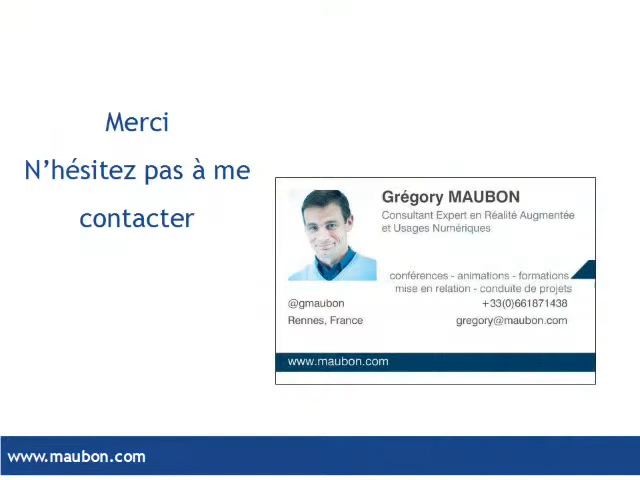 Merci
N’hésitez pas à me
contacter
Grégory MAUBON
Consultant Expert en Réalité Augmentée
et Usages Numériques
conférences - animations - formations
mise en relation - conduite de projets
@gmaubon +33(0)661871438
Rennes, France gregory@maubon.com
www.maubon.com
www.maubon.com